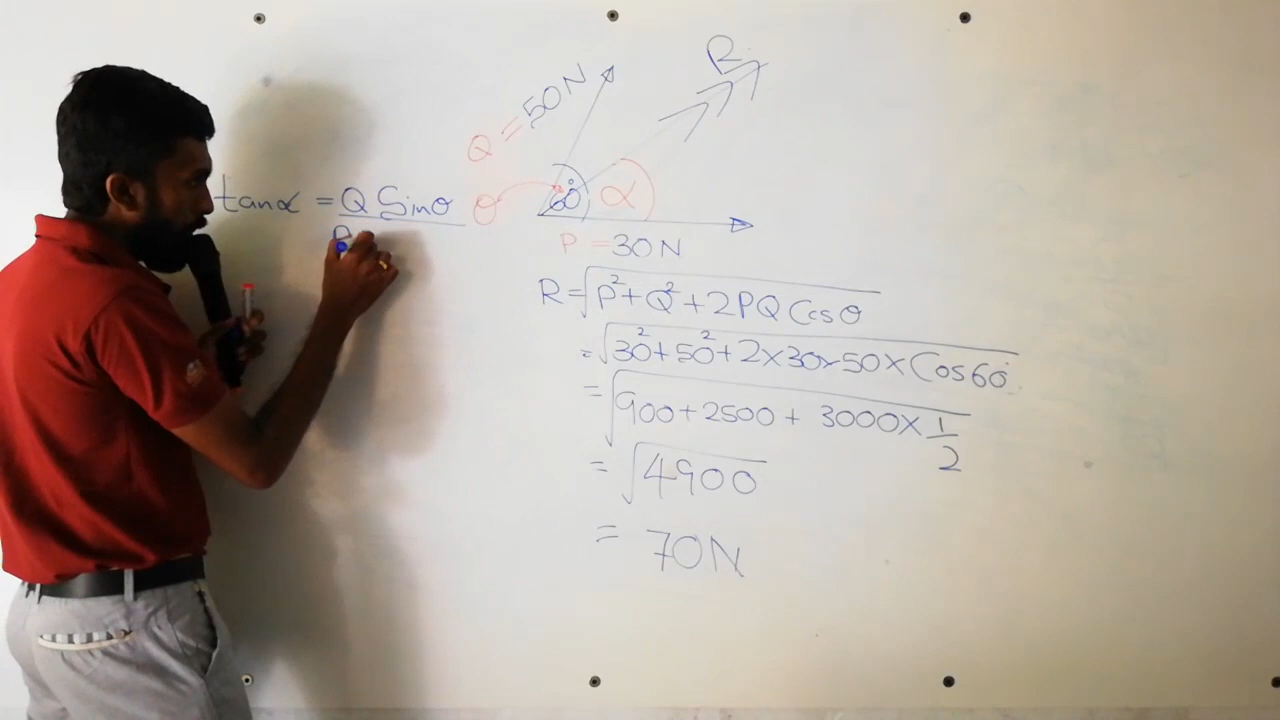 R
Q = 50N
tanα = Q Sinθ
P
θ
60°
α
P = 30N
R = √P²+Q²+2PQ Cosθ
= √30²+50²+2×30×50×Cos60°
= √900+2500+3000×1/2
= √4900
= 70N